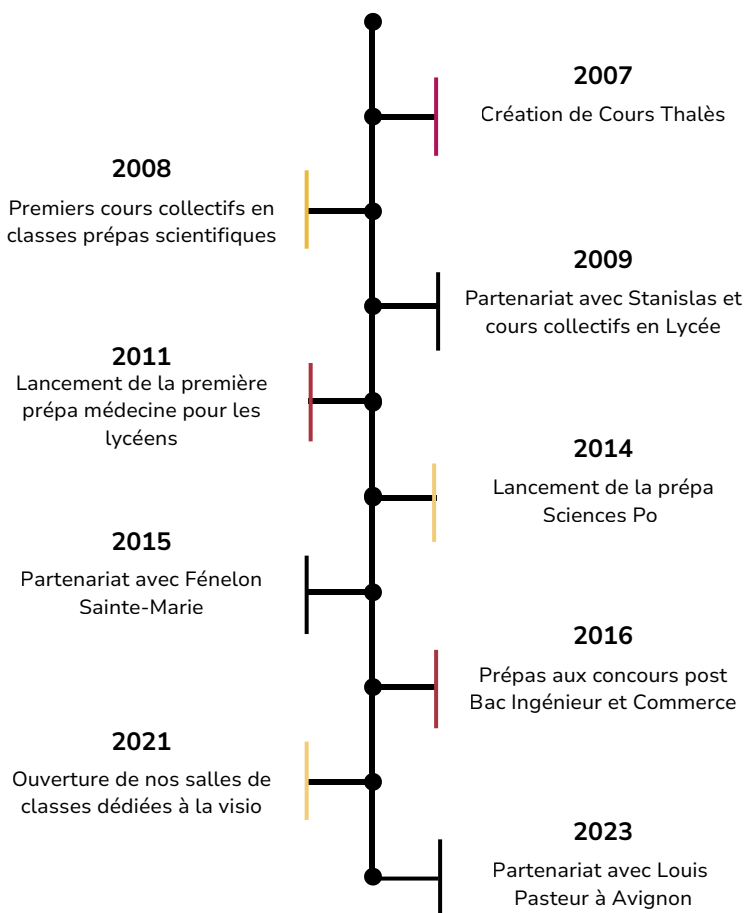 2007
Création de Cours Thalès
2008
Premiers cours collectifs en
classes prépas scientifiques
2009
Partenariat avec Stanislas et
cours collectifs en Lycée
2011
Lancement de la première
prépa médecine pour les
lycéens
2014
Lancement de la prépa
Sciences Po
2015
Partenariat avec Fénelon
Sainte-Marie
2016
Prépas aux concours post
Bac Ingénieur et Commerce
2021
Ouverture de nos salles de
classes dédiées à la visio
2023
Partenariat avec Louis
Pasteur à Avignon